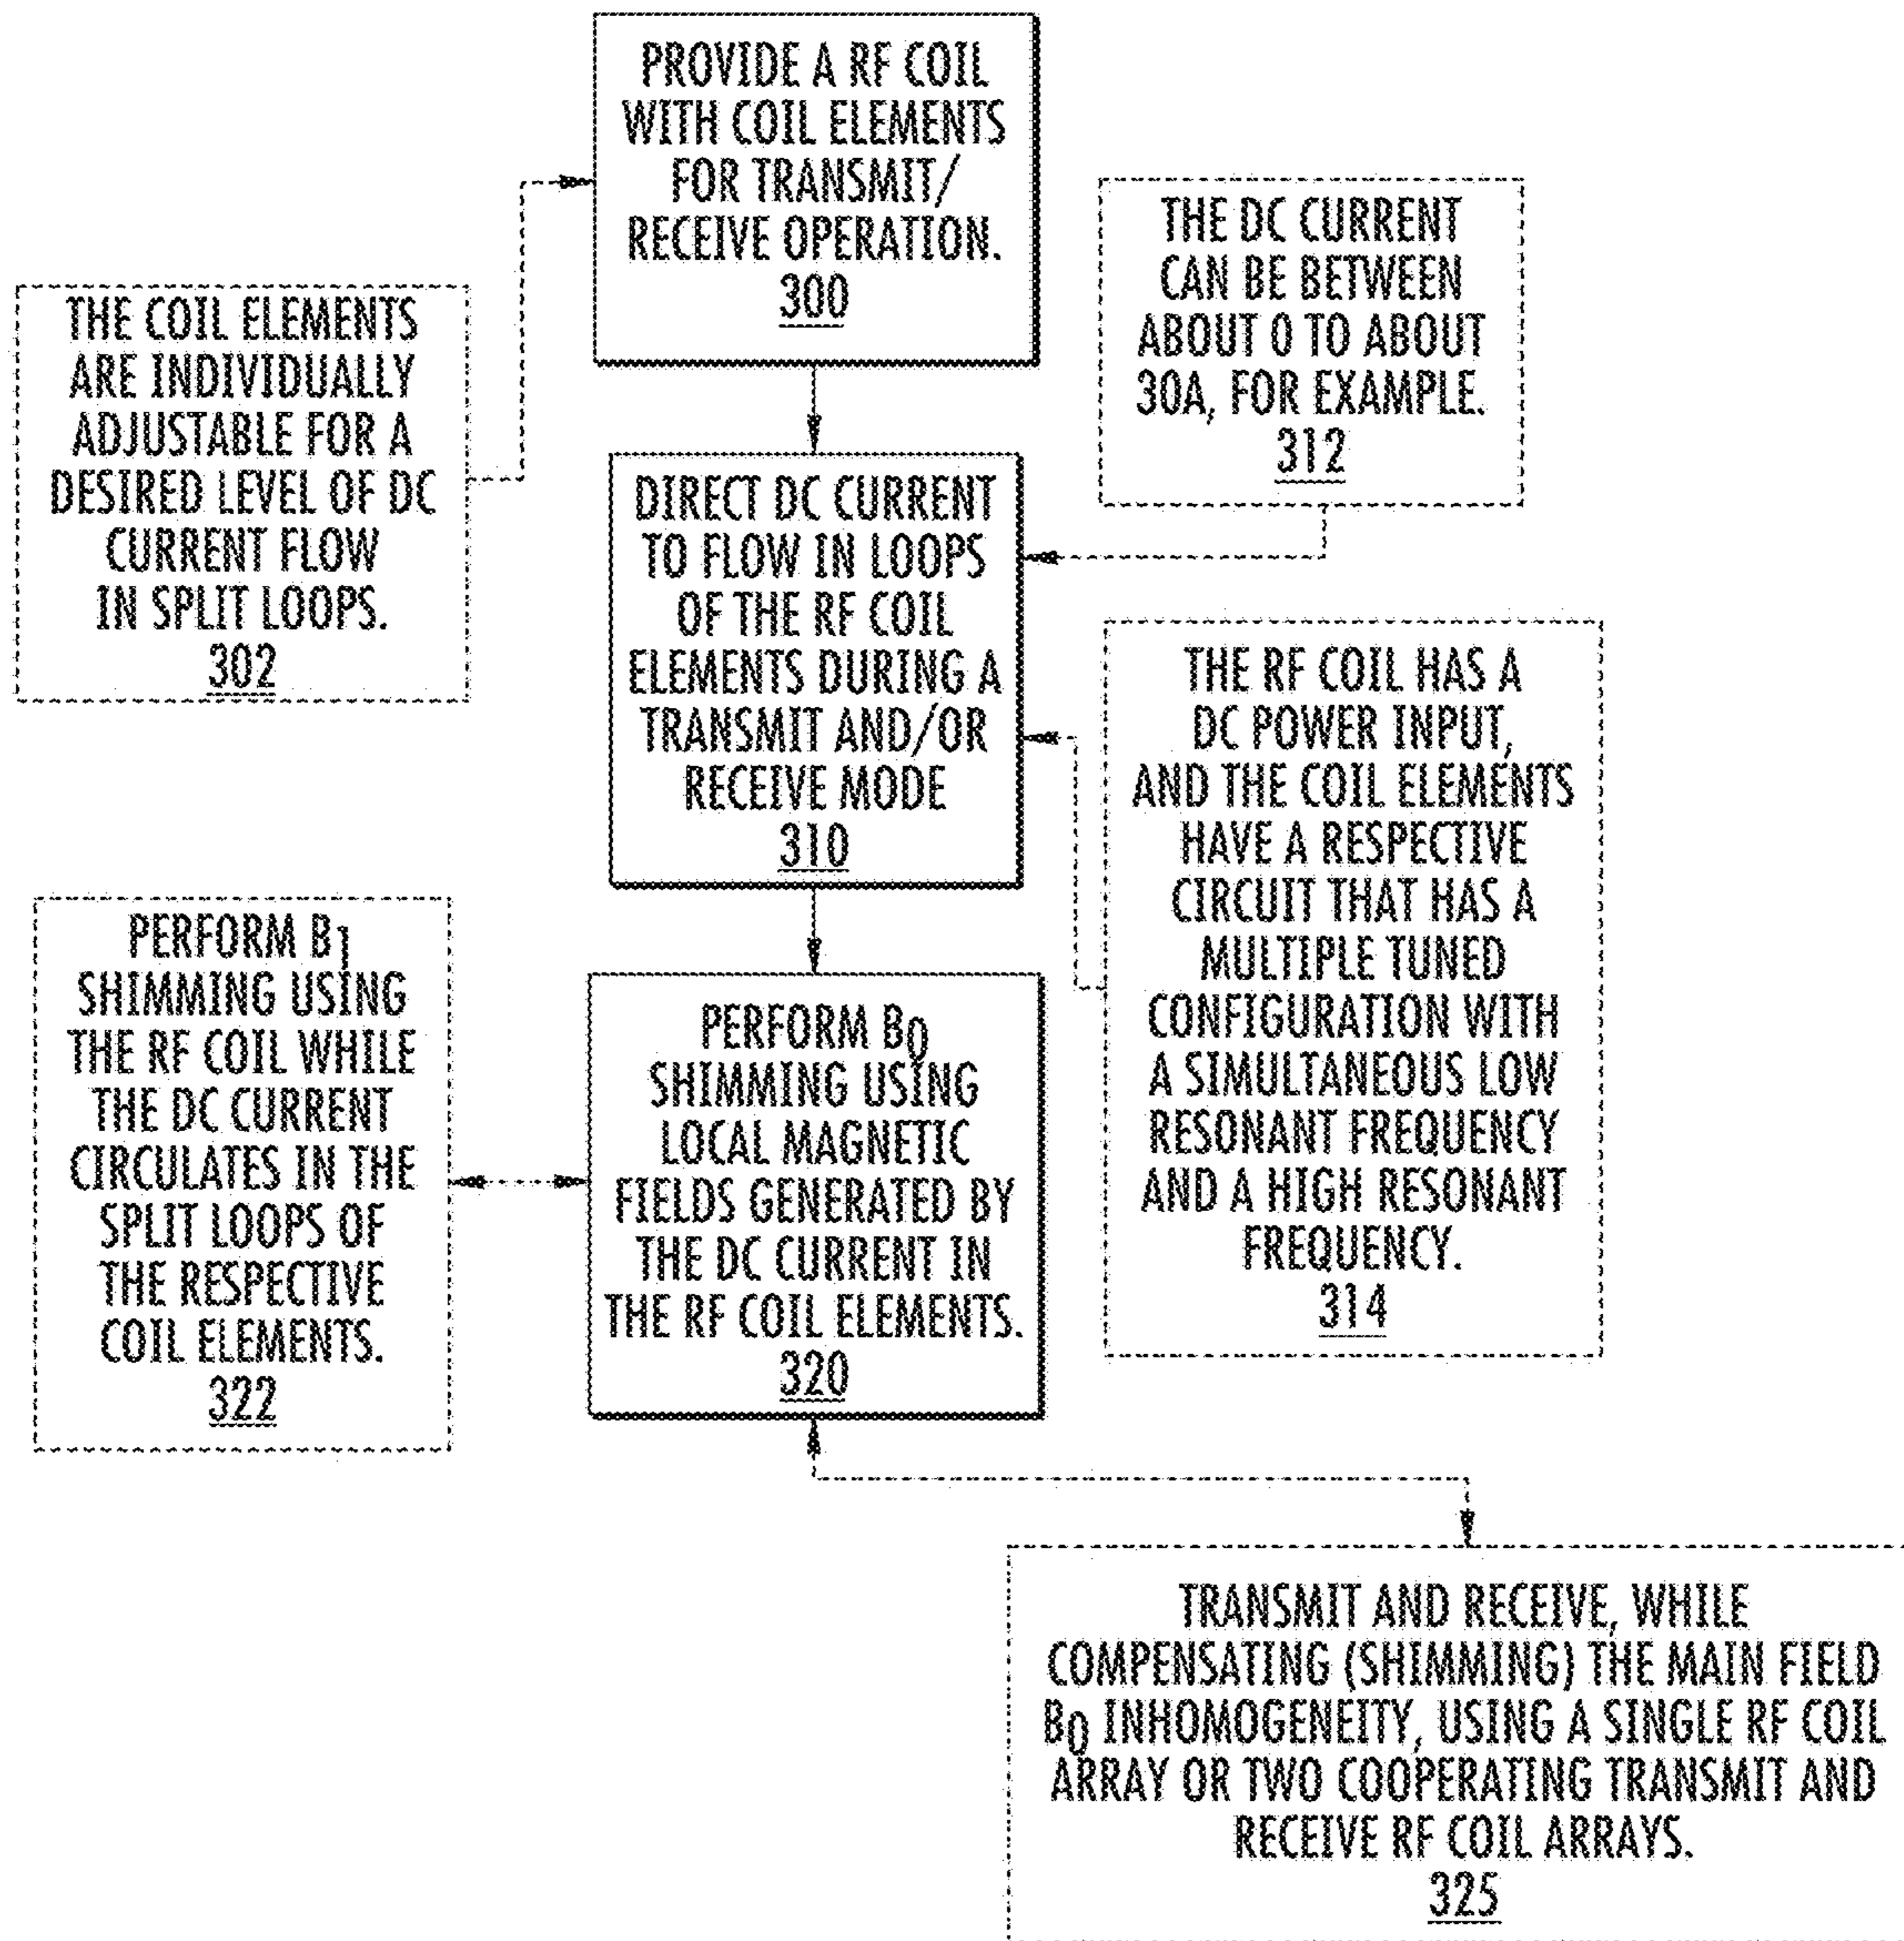 PROVIDE A RF COIL
WITH COIL ELEMENTS
FOR TRANSMIT/
RECEIVE OPERATION.
300
THE COIL ELEMENTS
ARE INDIVIDUALLY
ADJUSTABLE FOR A
DESIRED LEVEL OF DC
CURRENT FLOW
IN SPLIT LOOPS.
302
THE DC CURRENT
CAN BE BETWEEN
ABOUT 0 TO ABOUT
30A, FOR EXAMPLE.
312
DIRECT DC CURRENT
TO FLOW IN LOOPS
OF THE RF COIL
ELEMENTS DURING A
TRANSMIT AND/OR
RECEIVE MODE
310
THE RF COIL HAS A
DC POWER INPUT,
AND THE COIL ELEMENTS
HAVE A RESPECTIVE
CIRCUIT THAT HAS A
MULTIPLE TUNED
CONFIGURATION WITH
A SIMULTANEOUS LOW
RESONANT FREQUENCY
AND A HIGH RESONANT
FREQUENCY.
314
PERFORM B1
SHIMMING USING
THE RF COIL WHILE
THE DC CURRENT
CIRCULATES IN THE
SPLIT LOOPS OF
THE RESPECTIVE
COIL ELEMENTS.
322
PERFORM B0
SHIMMING USING
LOCAL MAGNETIC
FIELDS GENERATED BY
THE DC CURRENT IN
THE RF COIL ELEMENTS.
320
TRANSMIT AND RECEIVE, WHILE
COMPENSATING (SHIMMING) THE MAIN FIELD
B0 INHOMOGENEITY, USING A SINGLE RF COIL
ARRAY OR TWO COOPERATING TRANSMIT AND
RECEIVE RF COIL ARRAYS.
325